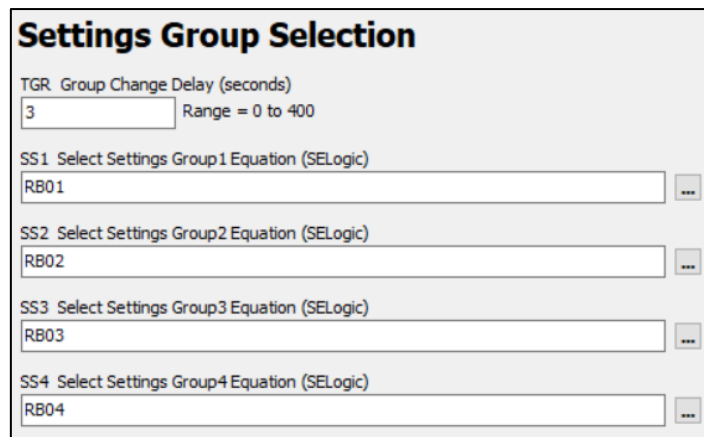 Settings Group Selection
TGR Group Change Delay (seconds)
3 Range = 0 to 400
SS1 Select Settings Group1 Equation (SELogic)
RB01
...
SS2 Select Settings Group2 Equation (SELogic)
RB02
...
SS3 Select Settings Group3 Equation (SELogic)
RB03
...
SS4 Select Settings Group4 Equation (SELogic)
RB04
...